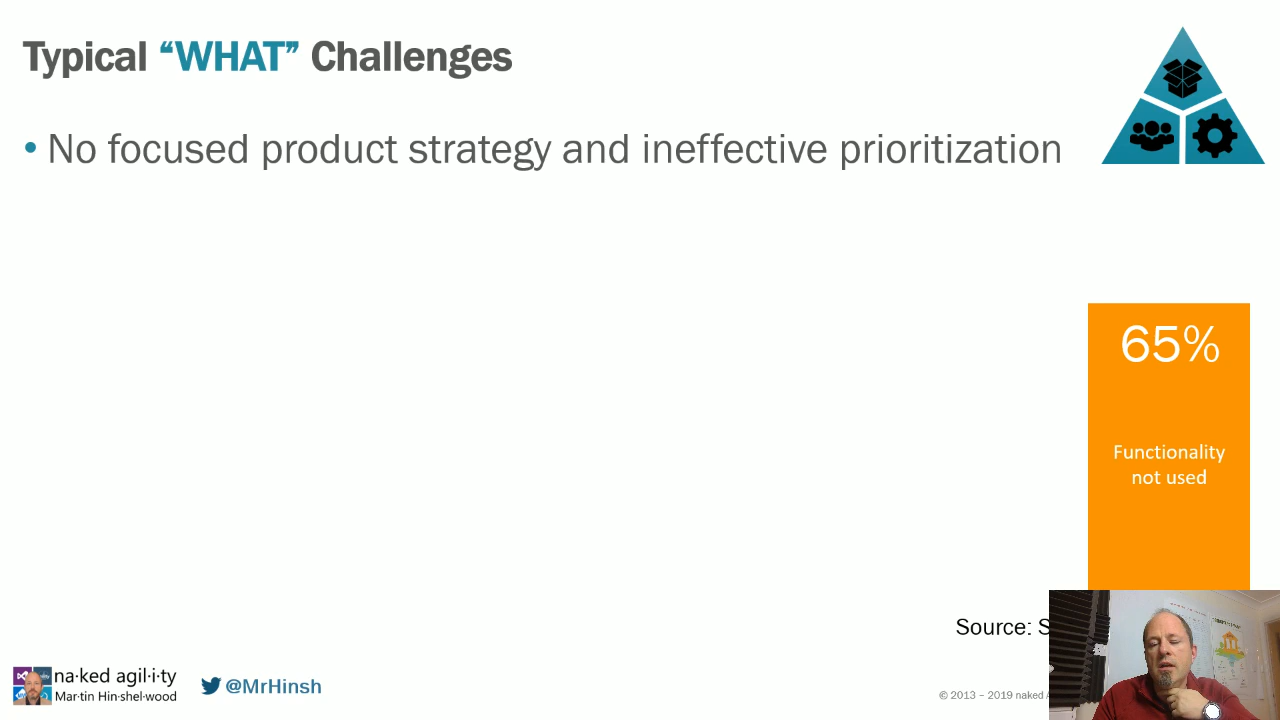 Typical “WHAT” Challenges
• No focused product strategy and ineffective prioritization
65%
Functionality
not used
Source: S
na·ked agil·i·ty
Mar·tin Hin·shel·wood
@MrHinsh
© 2013 – 2019 naked A